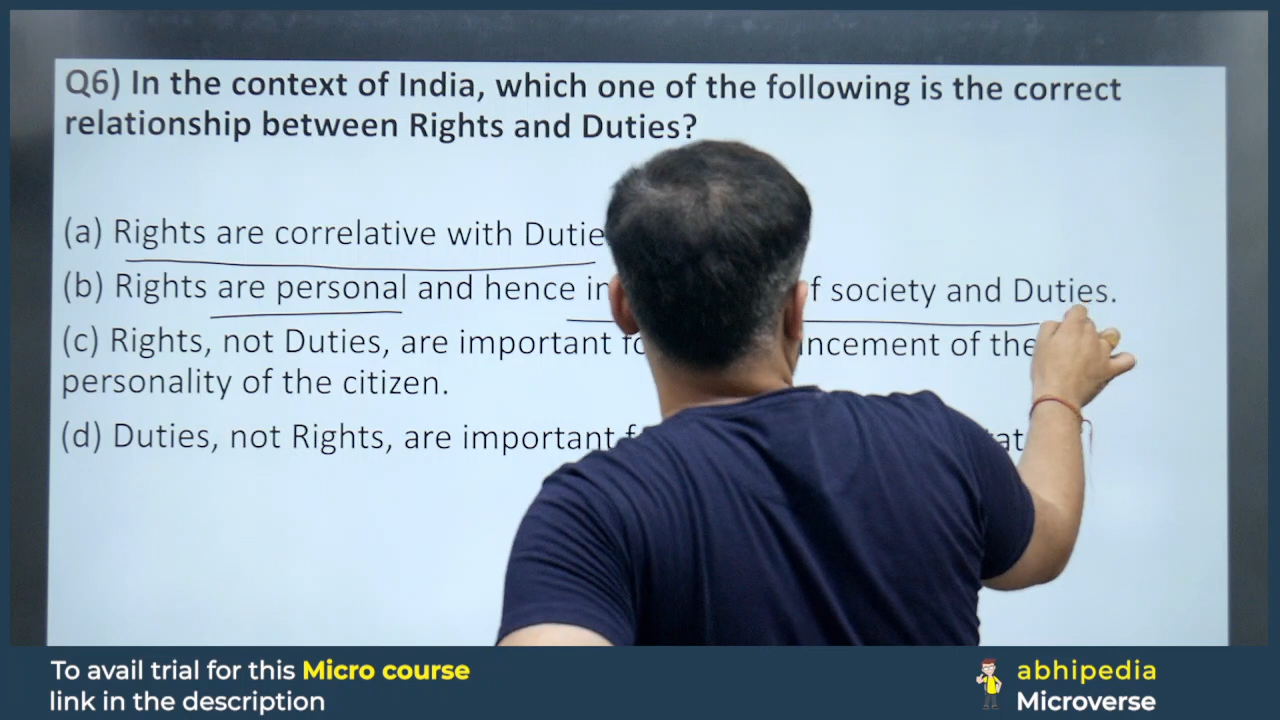 Q6) In the context of India, which one of the following is the correct
relationship between Rights and Duties?
(a) Rights are correlative with
(b) Rights are personal and hence society and Duties.
(c) Rights, not Duties, are important of the
personality of the citizen.
(d) Duties, not Rights, are important
To avail trial for this Micro course
link in the description
abhipedia
Microverse